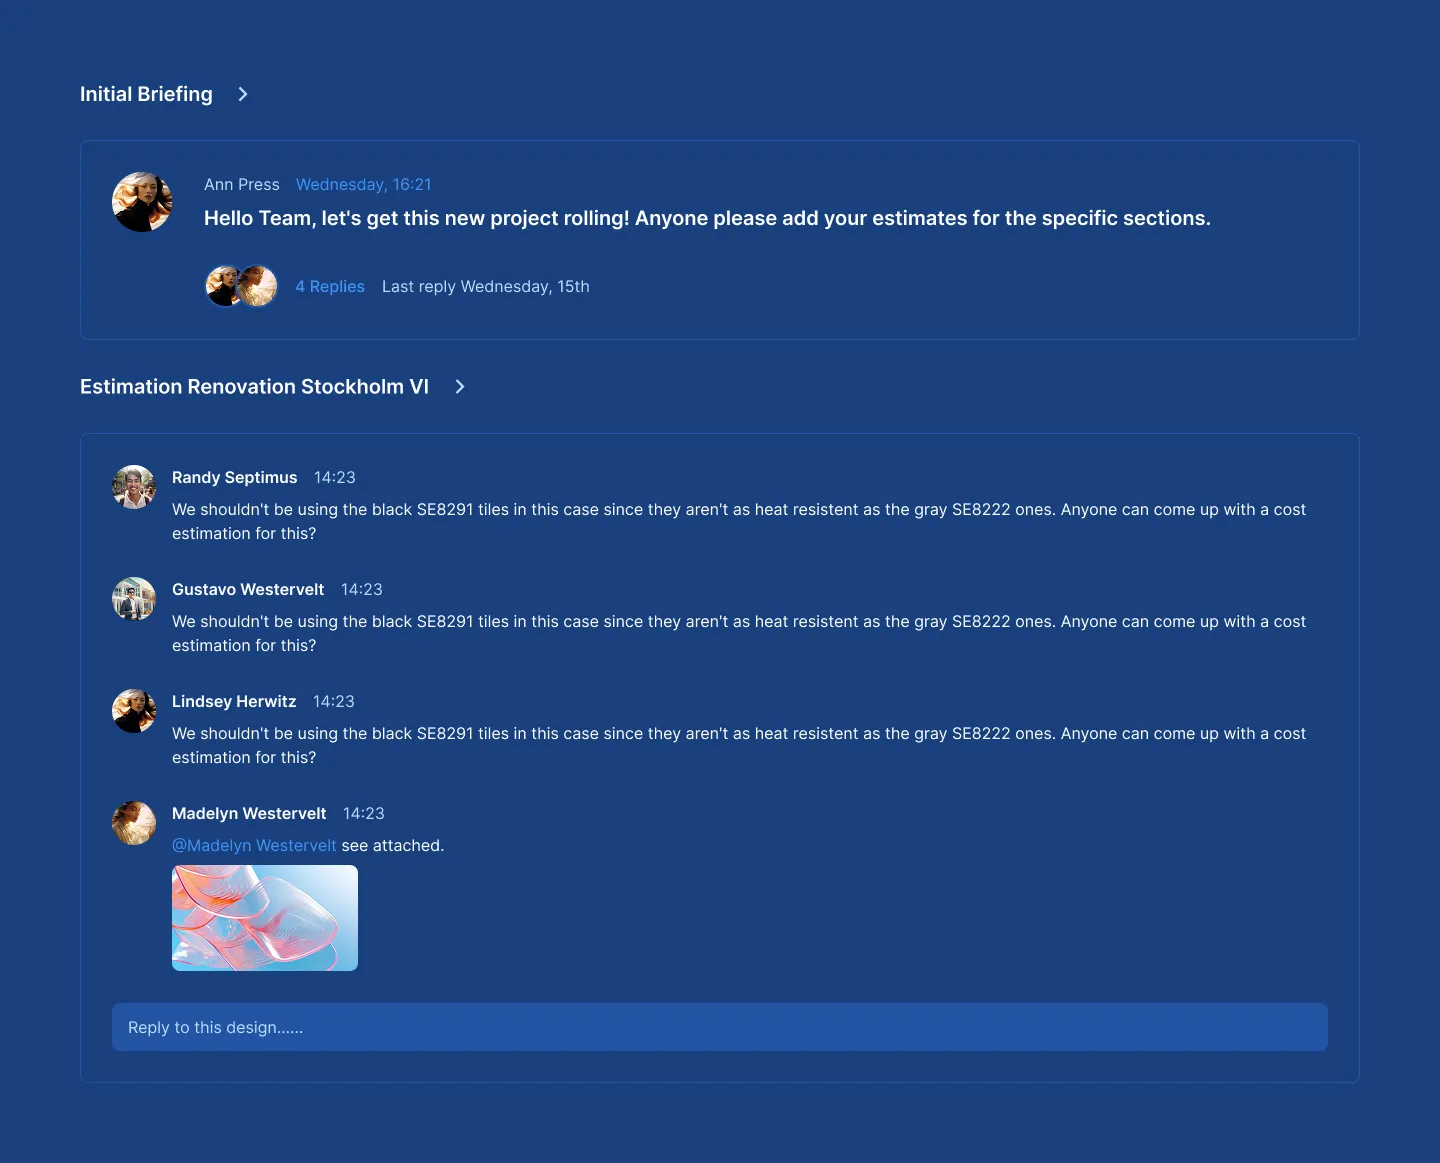 Initial Briefing
Ann Press Wednesday, 16:21
Hello Team, let's get this new project rolling! Anyone please add your estimates for the specific sections.
4 Replies Last reply Wednesday, 15th
Estimation Renovation Stockholm VI
Randy Septimus 14:23
We shouldn't be using the black SE8291 tiles in this case since they aren't as heat resistent as the gray SE8222 ones. Anyone can come up with a cost
estimation for this?
Gustavo Westervelt 14:23
We shouldn't be using the black SE8291 tiles in this case since they aren't as heat resistent as the gray SE8222 ones. Anyone can come up with a cost
estimation for this?
Lindsey Herwitz 14:23
We shouldn't be using the black SE8291 tiles in this case since they aren't as heat resistent as the gray SE8222 ones. Anyone can come up with a cost
estimation for this?
Madelyn Westervelt 14:23
@Madelyn Westervelt see attached.
Reply to this design......